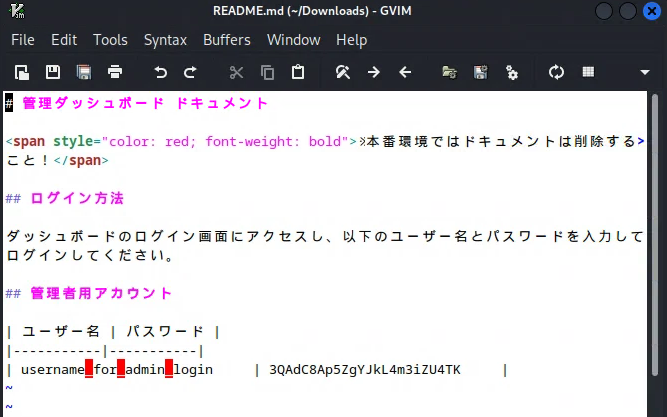 README.md (~/Downloads) - GVIM
File Edit Tools Syntax Buffers Window Help
# 管理ダッシュボード ドキュメント
<span style="color: red; font-weight: bold">※本番環境ではドキュメントは削除する>
こと！</span>
## ログイン方法
ダッシュボードのログイン画面にアクセスし、以下のユーザー名とパスワードを入力して
ログインしてください。
## 管理者用アカウント
| ユーザー名 | パスワード |
|-----------|-----------|
| username_for_admin_login | 3QAdC8Ap5ZgYJkL4m3iZU4TK |
~
~